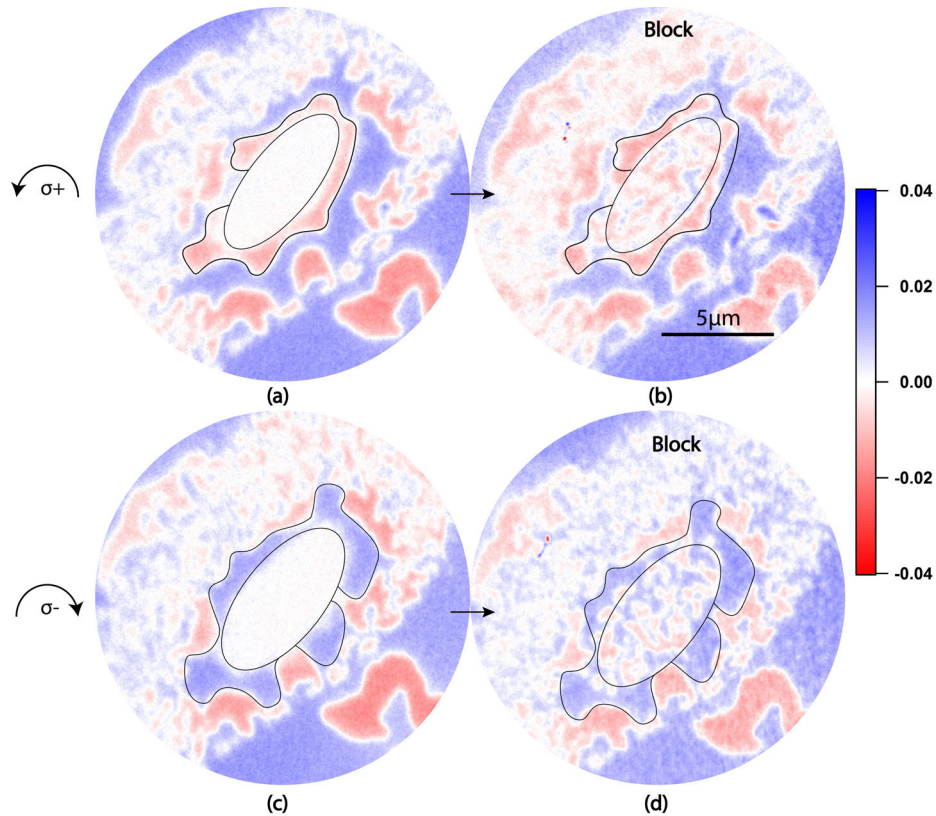 Block
σ+
0.04
0.02
0.00
-0.02
-0.04
5μm
(a)
(b)
Block
σ-
(c)
(d)